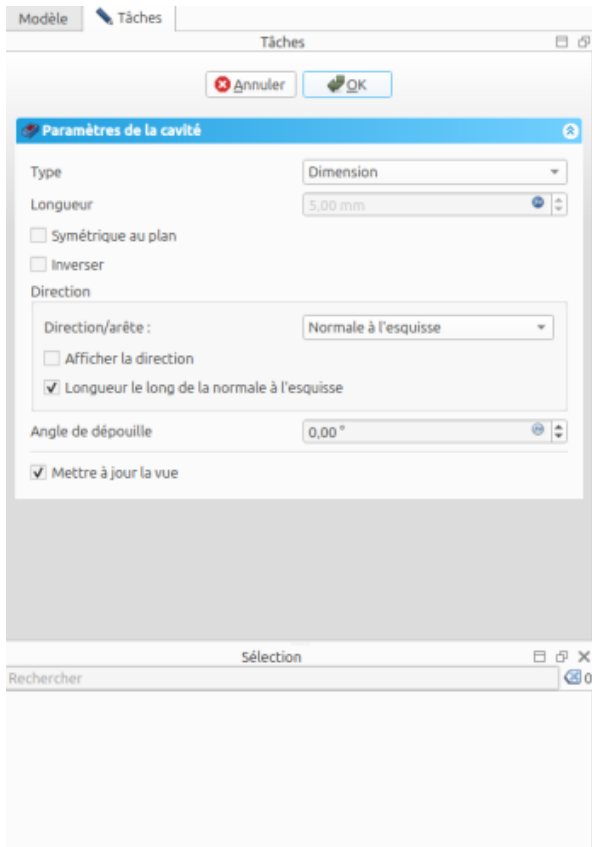 Modèle Tâches
Tâches
Annuler OK
Paramètres de la cavité
Type Dimension
Longueur 5,00 mm
Symétrique au plan
Inverser
Direction
Direction/arête : Normale à l'esquisse
Afficher la direction
Longueur le long de la normale à l'esquisse
Angle de dépouille 0,00 °
Mettre à jour la vue
Sélection
Rechercher 0